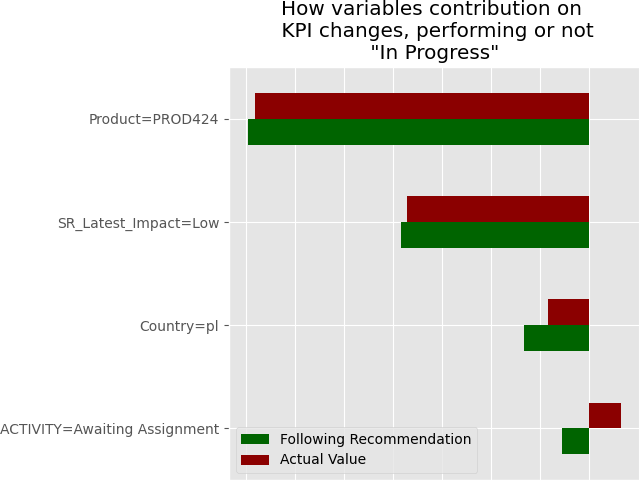 How variables contribution on
KPI changes, performing or not
"In Progress"
Product=PROD424
SR_Latest_Impact=Low
Country=pl
ACTIVITY=Awaiting Assignment
Following Recommendation
Actual Value